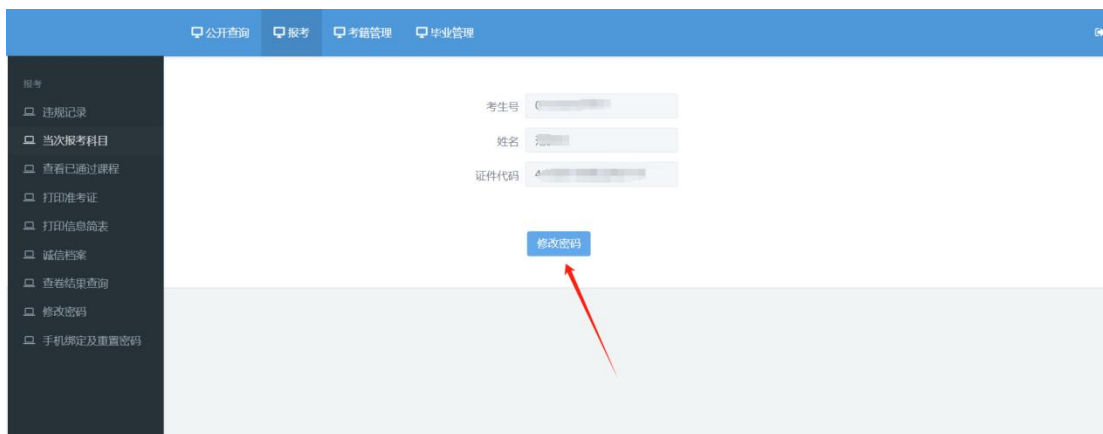 公开查询 报考 考籍管理 毕业管理
报考
违规记录
当次报考科目
查看已通过课程
打印准考证
打印信息简表
诚信档案
查卷结果查询
修改密码
手机绑定及重置密码
考生号
姓名
证件代码
修改密码